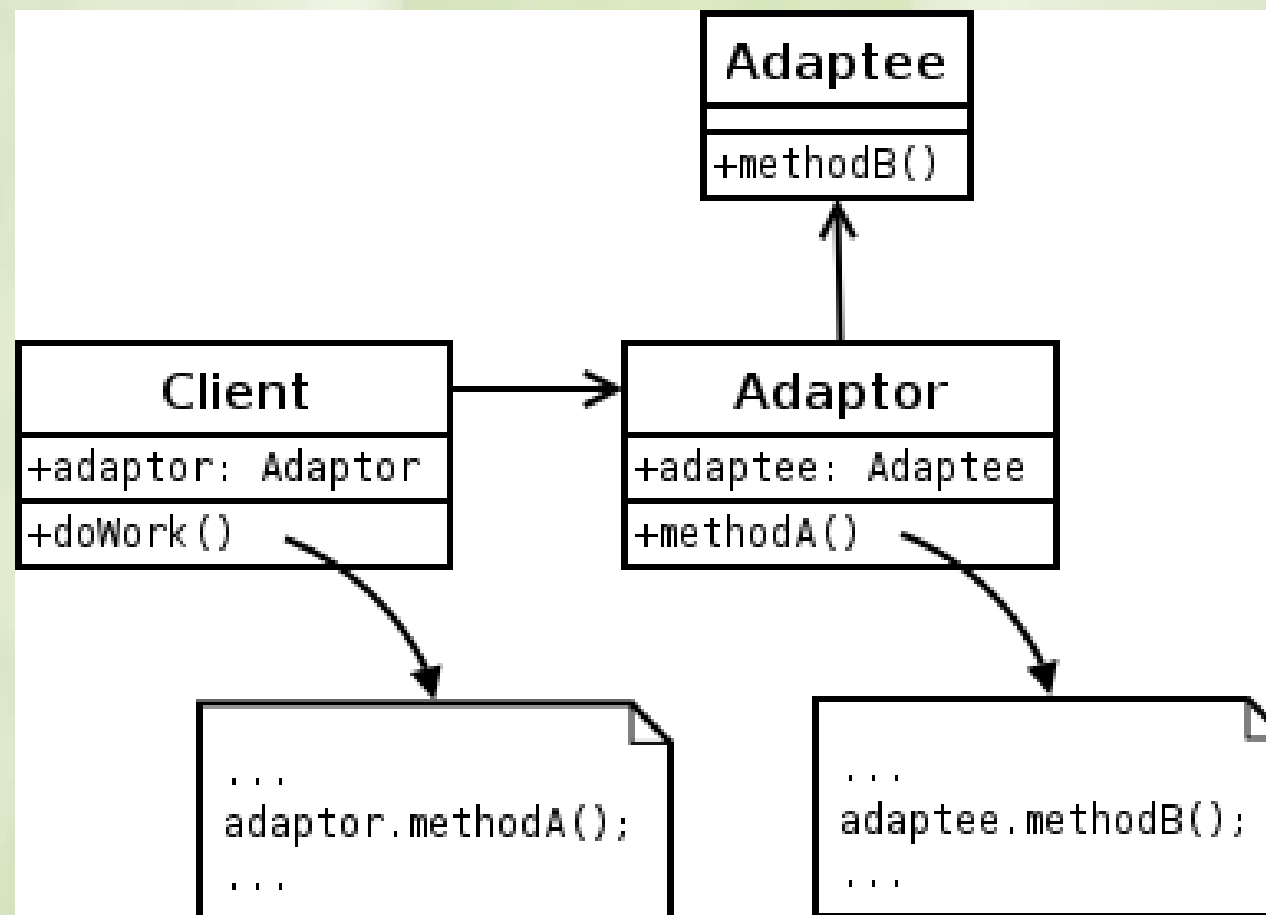 Adaptee
+methodB()
Client
+adaptor: Adaptor
+doWork()
Adaptor
+adaptee: Adaptee
+methodA()
...
adaptor.methodA();
...
...
adaptee.methodB();
...